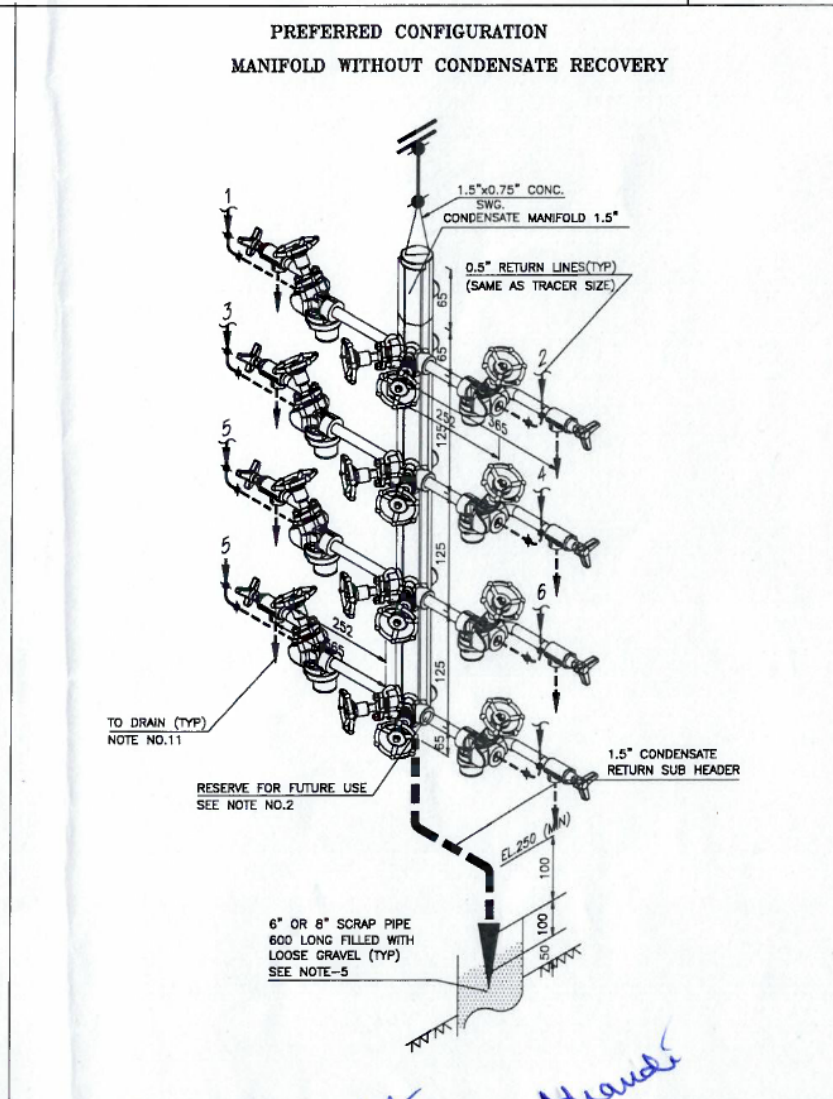 PREFERRED CONFIGURATION
MANIFOLD WITHOUT CONDENSATE RECOVERY
1.5"x0.75" CONC.
SWG.
CONDENSATE MANIFOLD 1.5"
0.5" RETURN LINES(TYP)
(SAME AS TRACER SIZE)
1
3
5
5
2
4
6
65
65
252
365
125
125
125
65
252
365
TO DRAIN (TYP)
NOTE NO.11
RESERVE FOR FUTURE USE
SEE NOTE NO.2
1.5" CONDENSATE
RETURN SUB HEADER
EL.250 (MIN)
100
100
50
6" OR 8" SCRAP PIPE
600 LONG FILLED WITH
LOOSE GRAVEL (TYP)
SEE NOTE-5